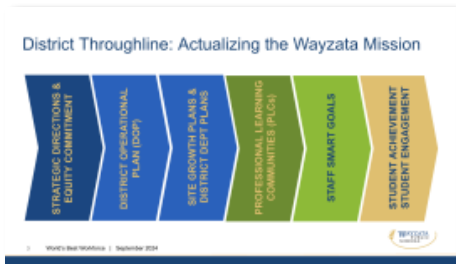 District Throughline: Actualizing the Wayzata Mission
STRATEGIC DIRECTIONS &
EQUITY COMMITMENT
DISTRICT OPERATIONAL
PLAN (DOP)
SITE GROWTH PLANS &
DISTRICT DEPT PLANS
PROFESSIONAL LEARNING
COMMUNITIES (PLCs)
STAFF SMART GOALS
STUDENT ACHIEVEMENT
STUDENT ENGAGEMENT
World's Best Workforce | September 2024
WAYZATA